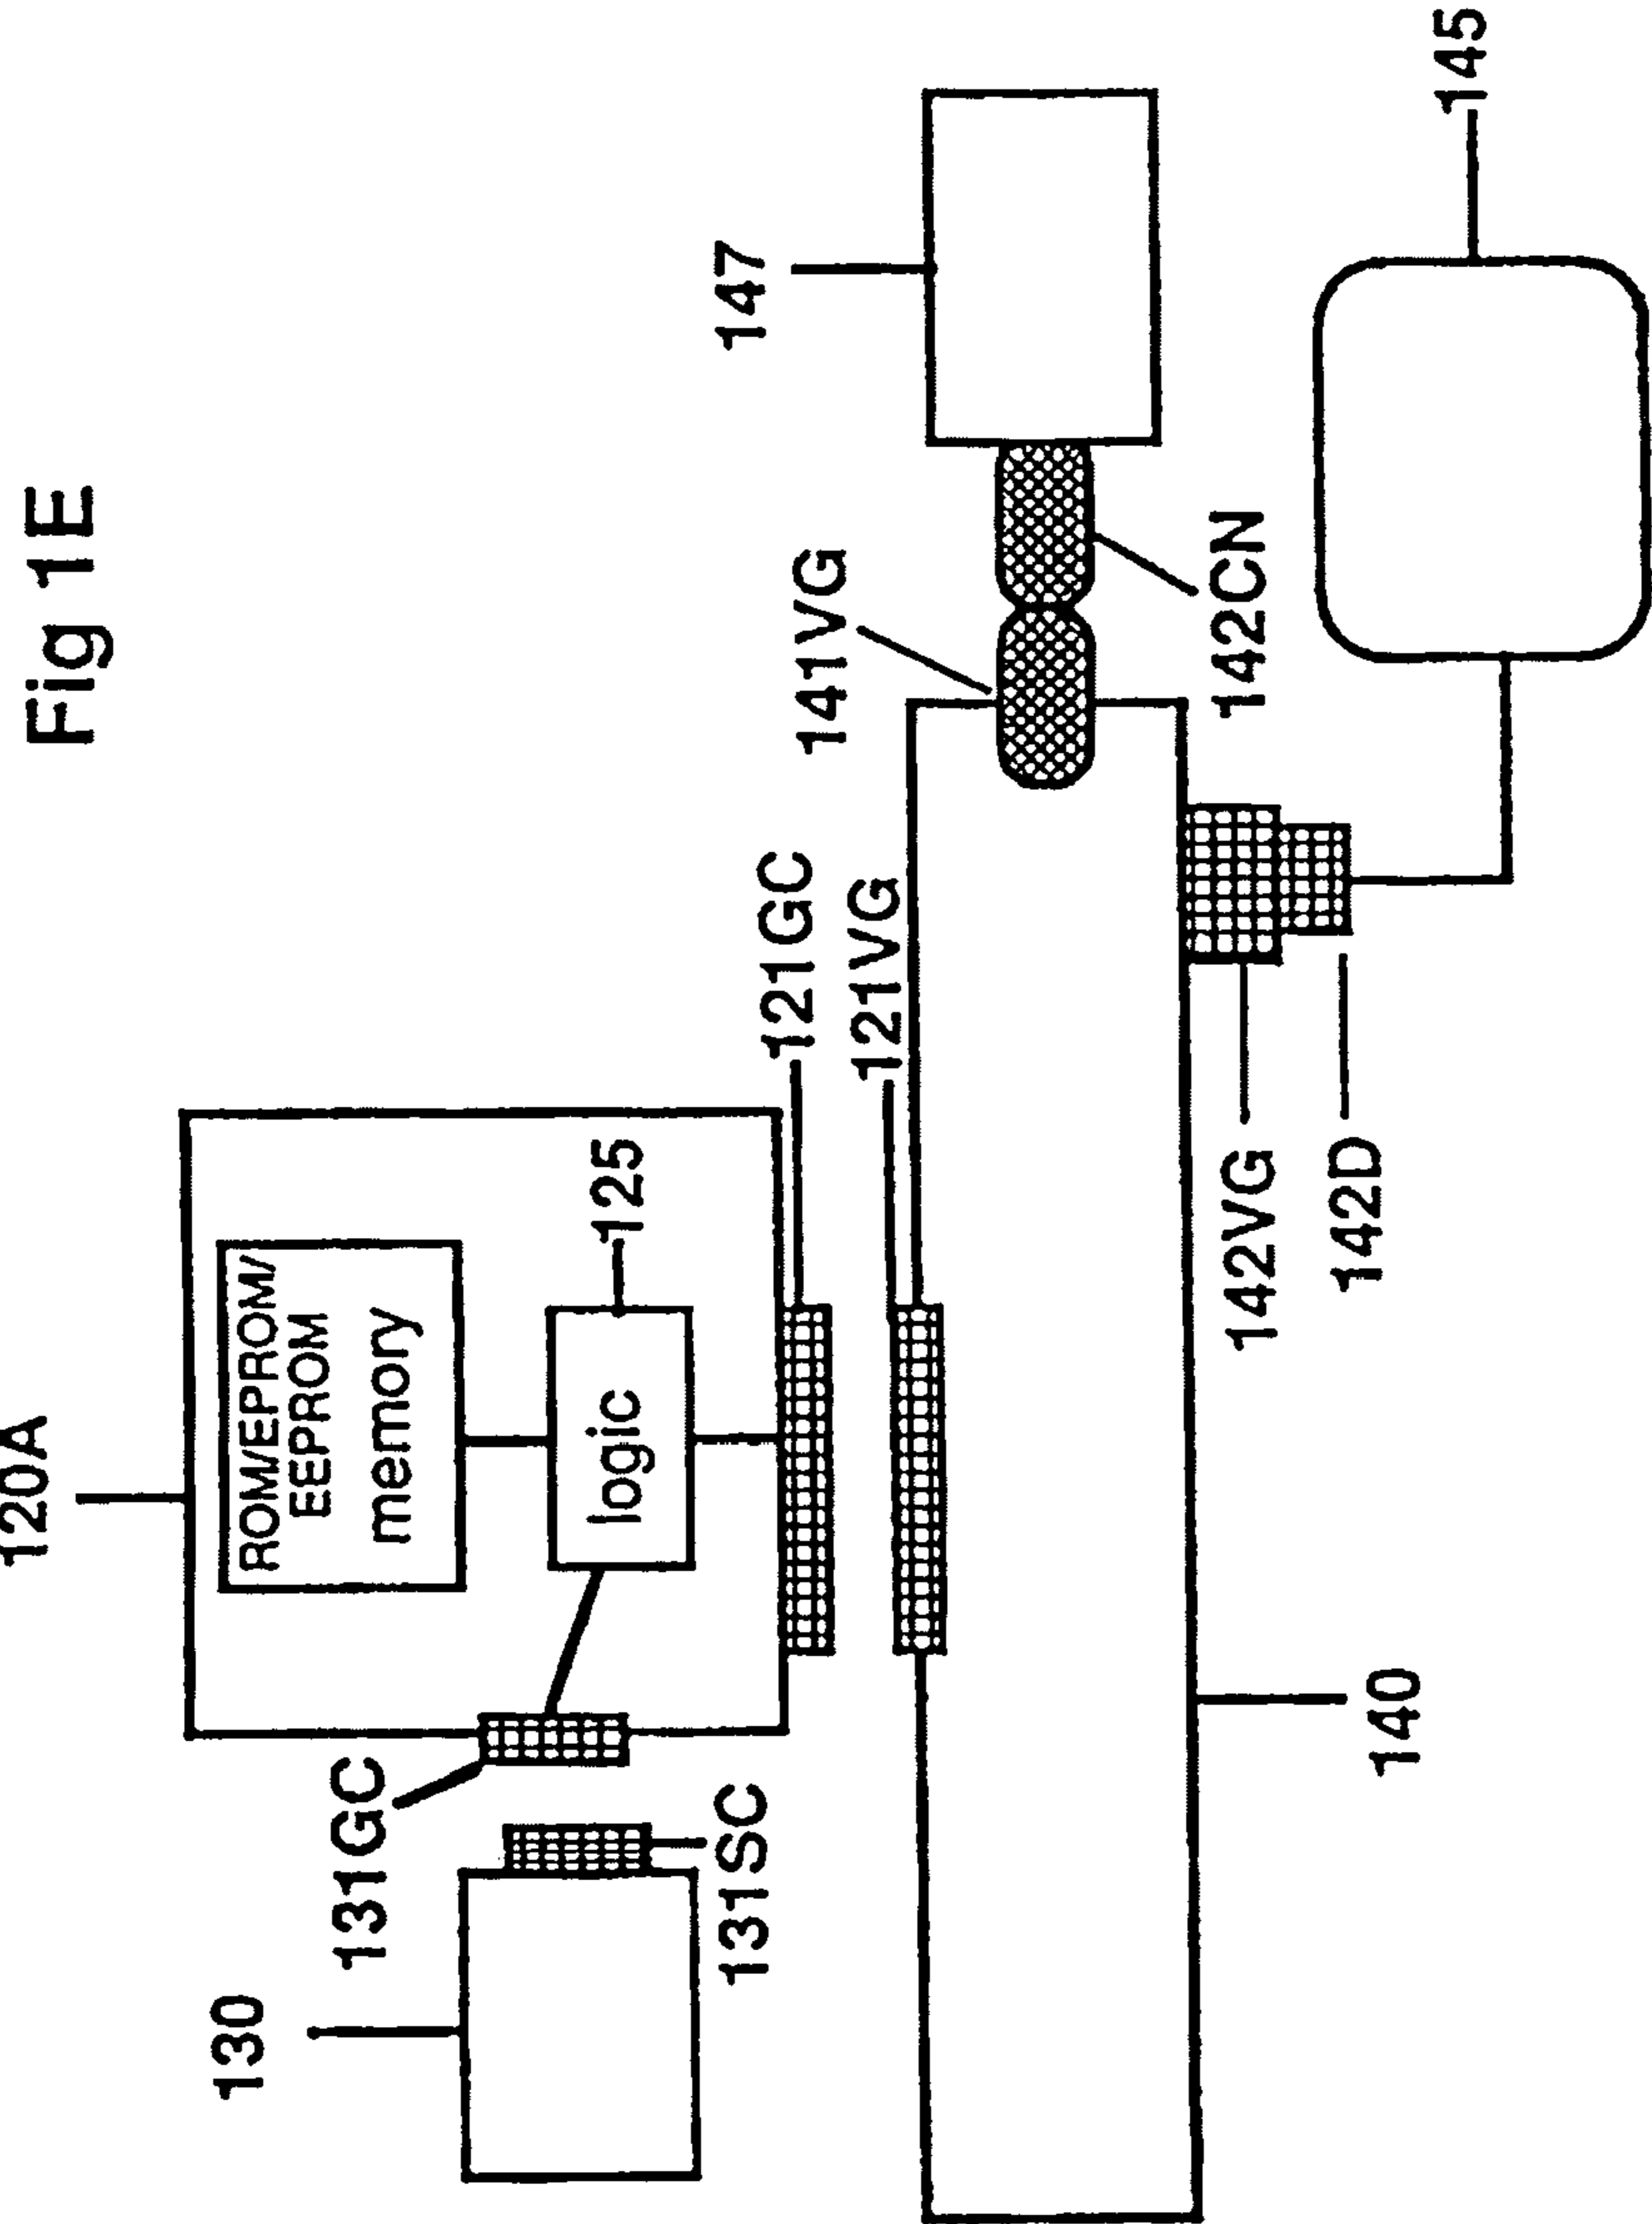 Fig 1E
120A
ROM/EPROM/
EEPROM
memory
125
logic
131GC
130
131SC
121GC
121VG
141VG
147
142CN
142VG
142D
145
140